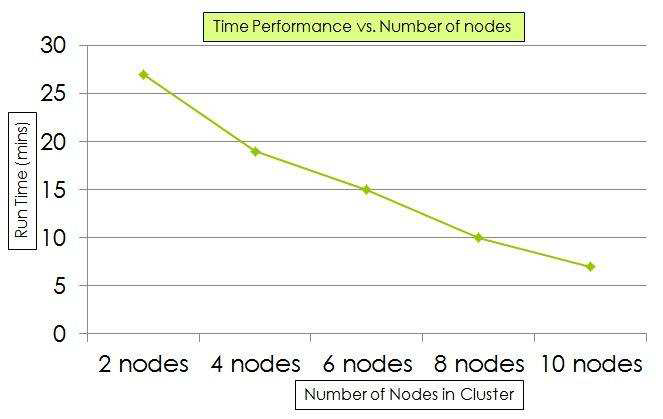 Time Performance vs. Number of nodes
30
25
20
15
10
5
0
Run Time (mins)
2 nodes 4 nodes 6 nodes 8 nodes 10 nodes
Number of Nodes in Cluster